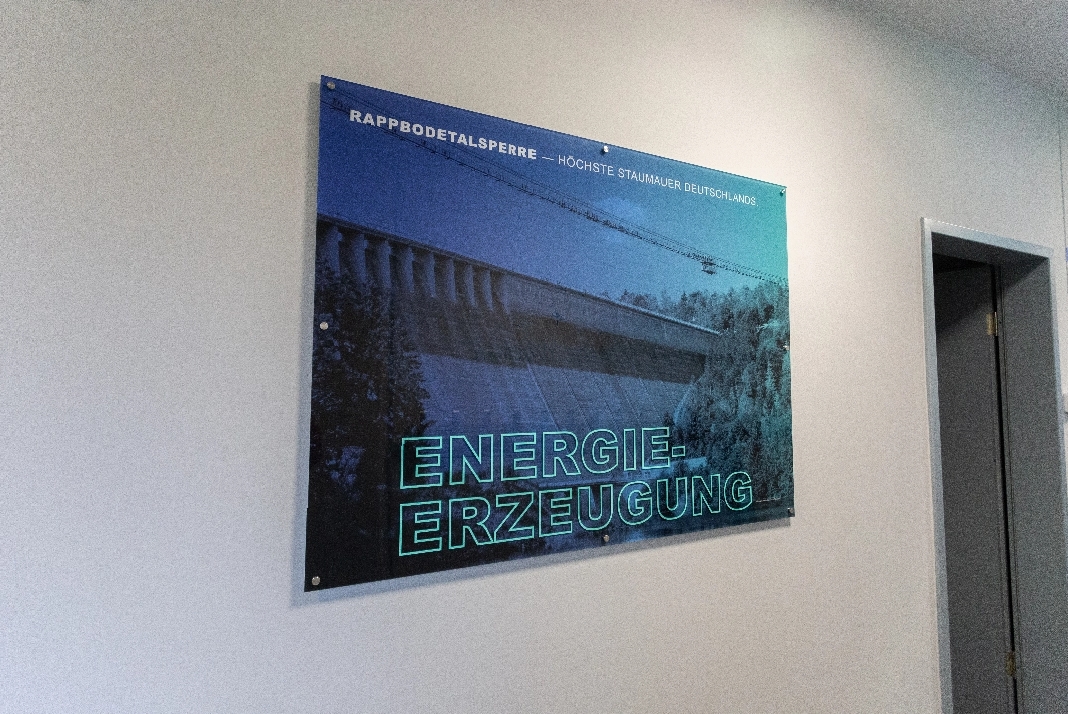 RAPPBODETALSPERRE — HÖCHSTE STAUMAUER DEUTSCHLANDS
ENERGIE-
ERZEUGUNG